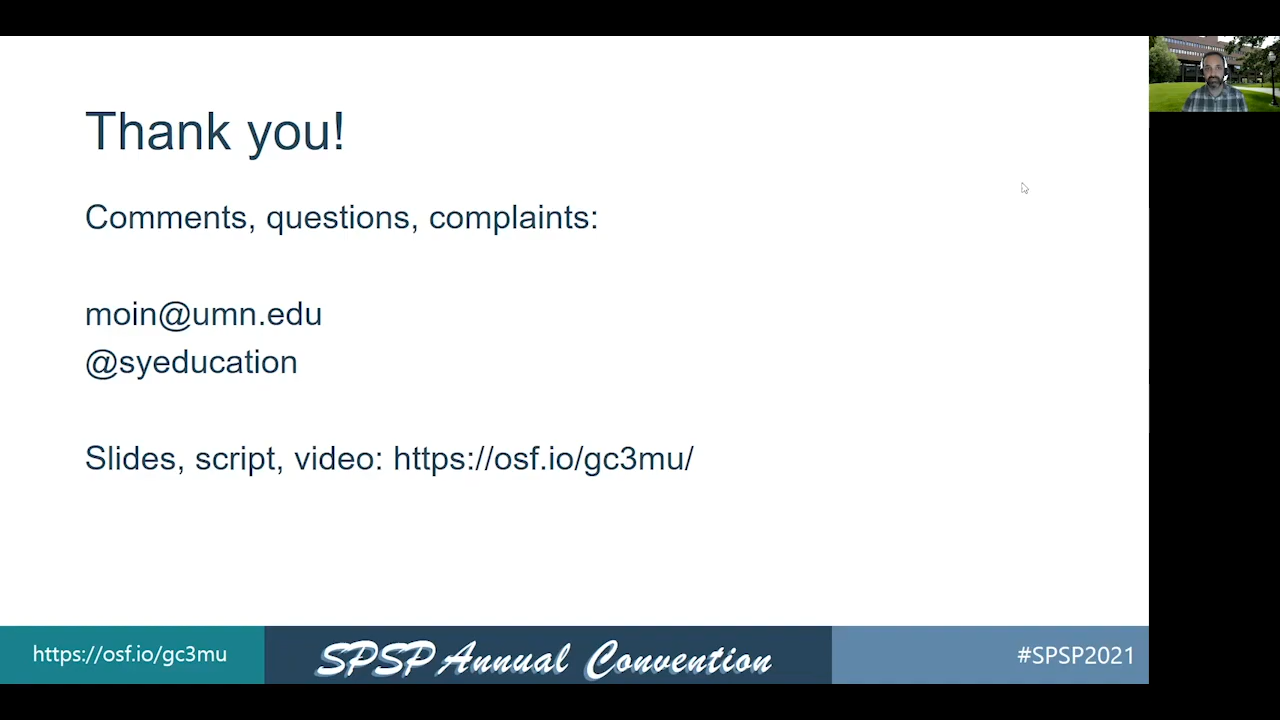 Thank you!
Comments, questions, complaints:
moin@umn.edu
@syeducation
Slides, script, video: https://osf.io/gc3mu/
https://osf.io/gc3mu
SPSP Annual Convention
#SPSP2021